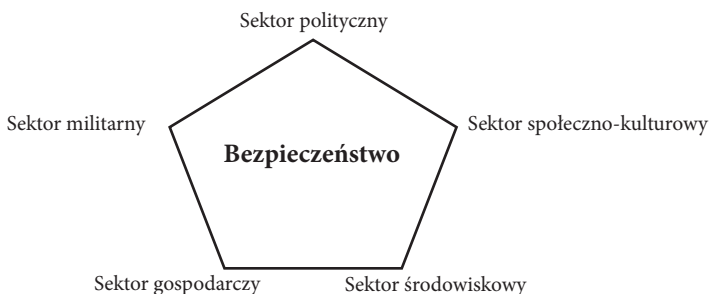 Sektor polityczny
Sektor militarny
Sektor społeczno-kulturowy
Bezpieczeństwo
Sektor gospodarczy
Sektor środowiskowy